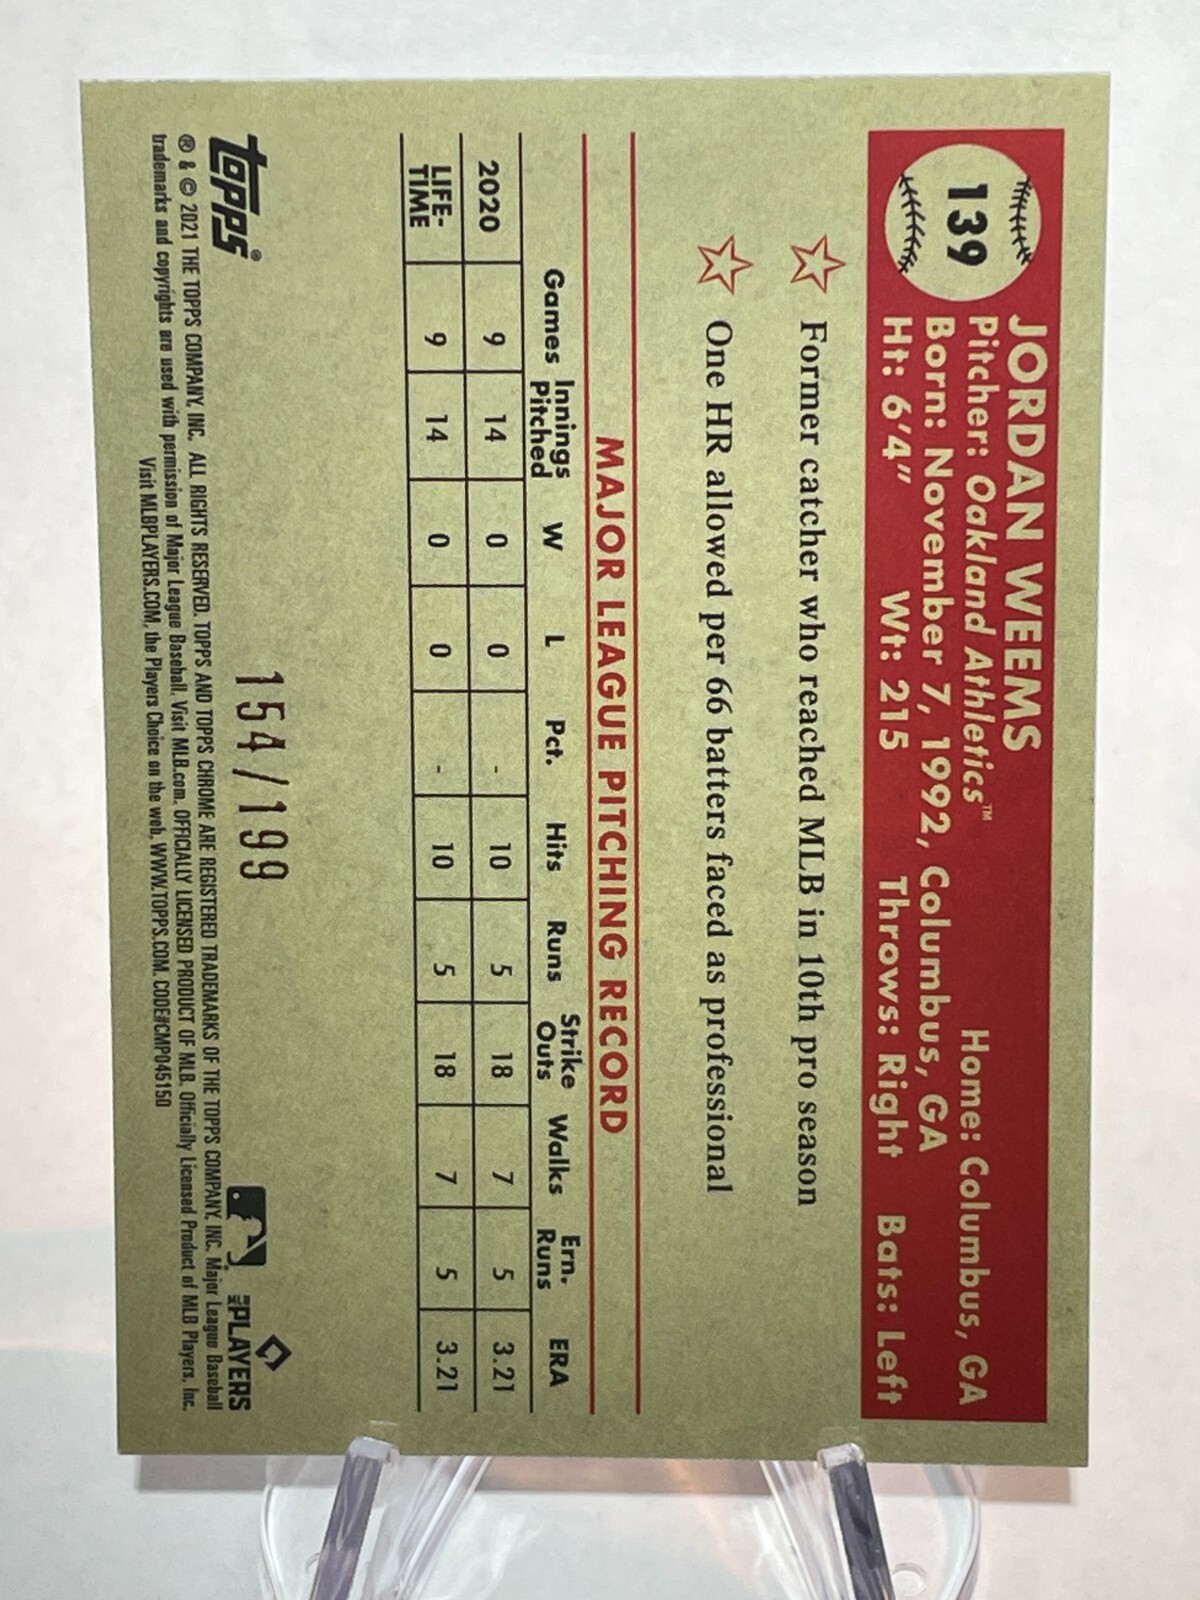 139
JORDAN WEEMS
Pitcher: Oakland Athletics™ Home: Columbus, GA
Born: November 7, 1992, Columbus, GA
Ht: 6'4" Wt: 215 Throws: Right Bats: Left
Former catcher who reached MLB in 10th pro season
One HR allowed per 66 batters faced as professional
MAJOR LEAGUE PITCHING RECORD
Games Innings Pitched W L Pct. Hits Runs Strike Outs Walks Ern. Runs ERA
2020 9 14 0 0 - 10 5 18 7 5 3.21
LIFE-TIME 9 14 0 0 - 10 5 18 7 5 3.21
154/199
topps®
MLB PLAYERS
® & © 2021 THE TOPPS COMPANY, INC. ALL RIGHTS RESERVED. TOPPS AND TOPPS CHROME ARE REGISTERED TRADEMARKS OF THE TOPPS COMPANY, INC. Major League Baseball
trademarks and copyrights are used with permission of Major League Baseball. Visit MLB.com. OFFICIALLY LICENSED PRODUCT OF MLB. Officially Licensed Product of MLB Players, Inc.
Visit MLBPLAYERS.COM, the Players Choice on the web. WWW.TOPPS.COM. CODE#CMP045150